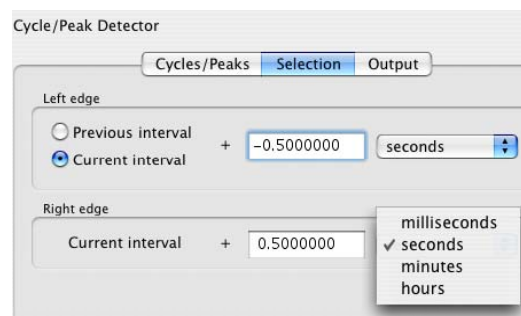 Cycle/Peak Detector
Cycles/Peaks Selection Output
Left edge
Previous interval
Current interval
+ -0.5000000 seconds
Right edge
Current interval + 0.5000000
milliseconds
✓ seconds
minutes
hours